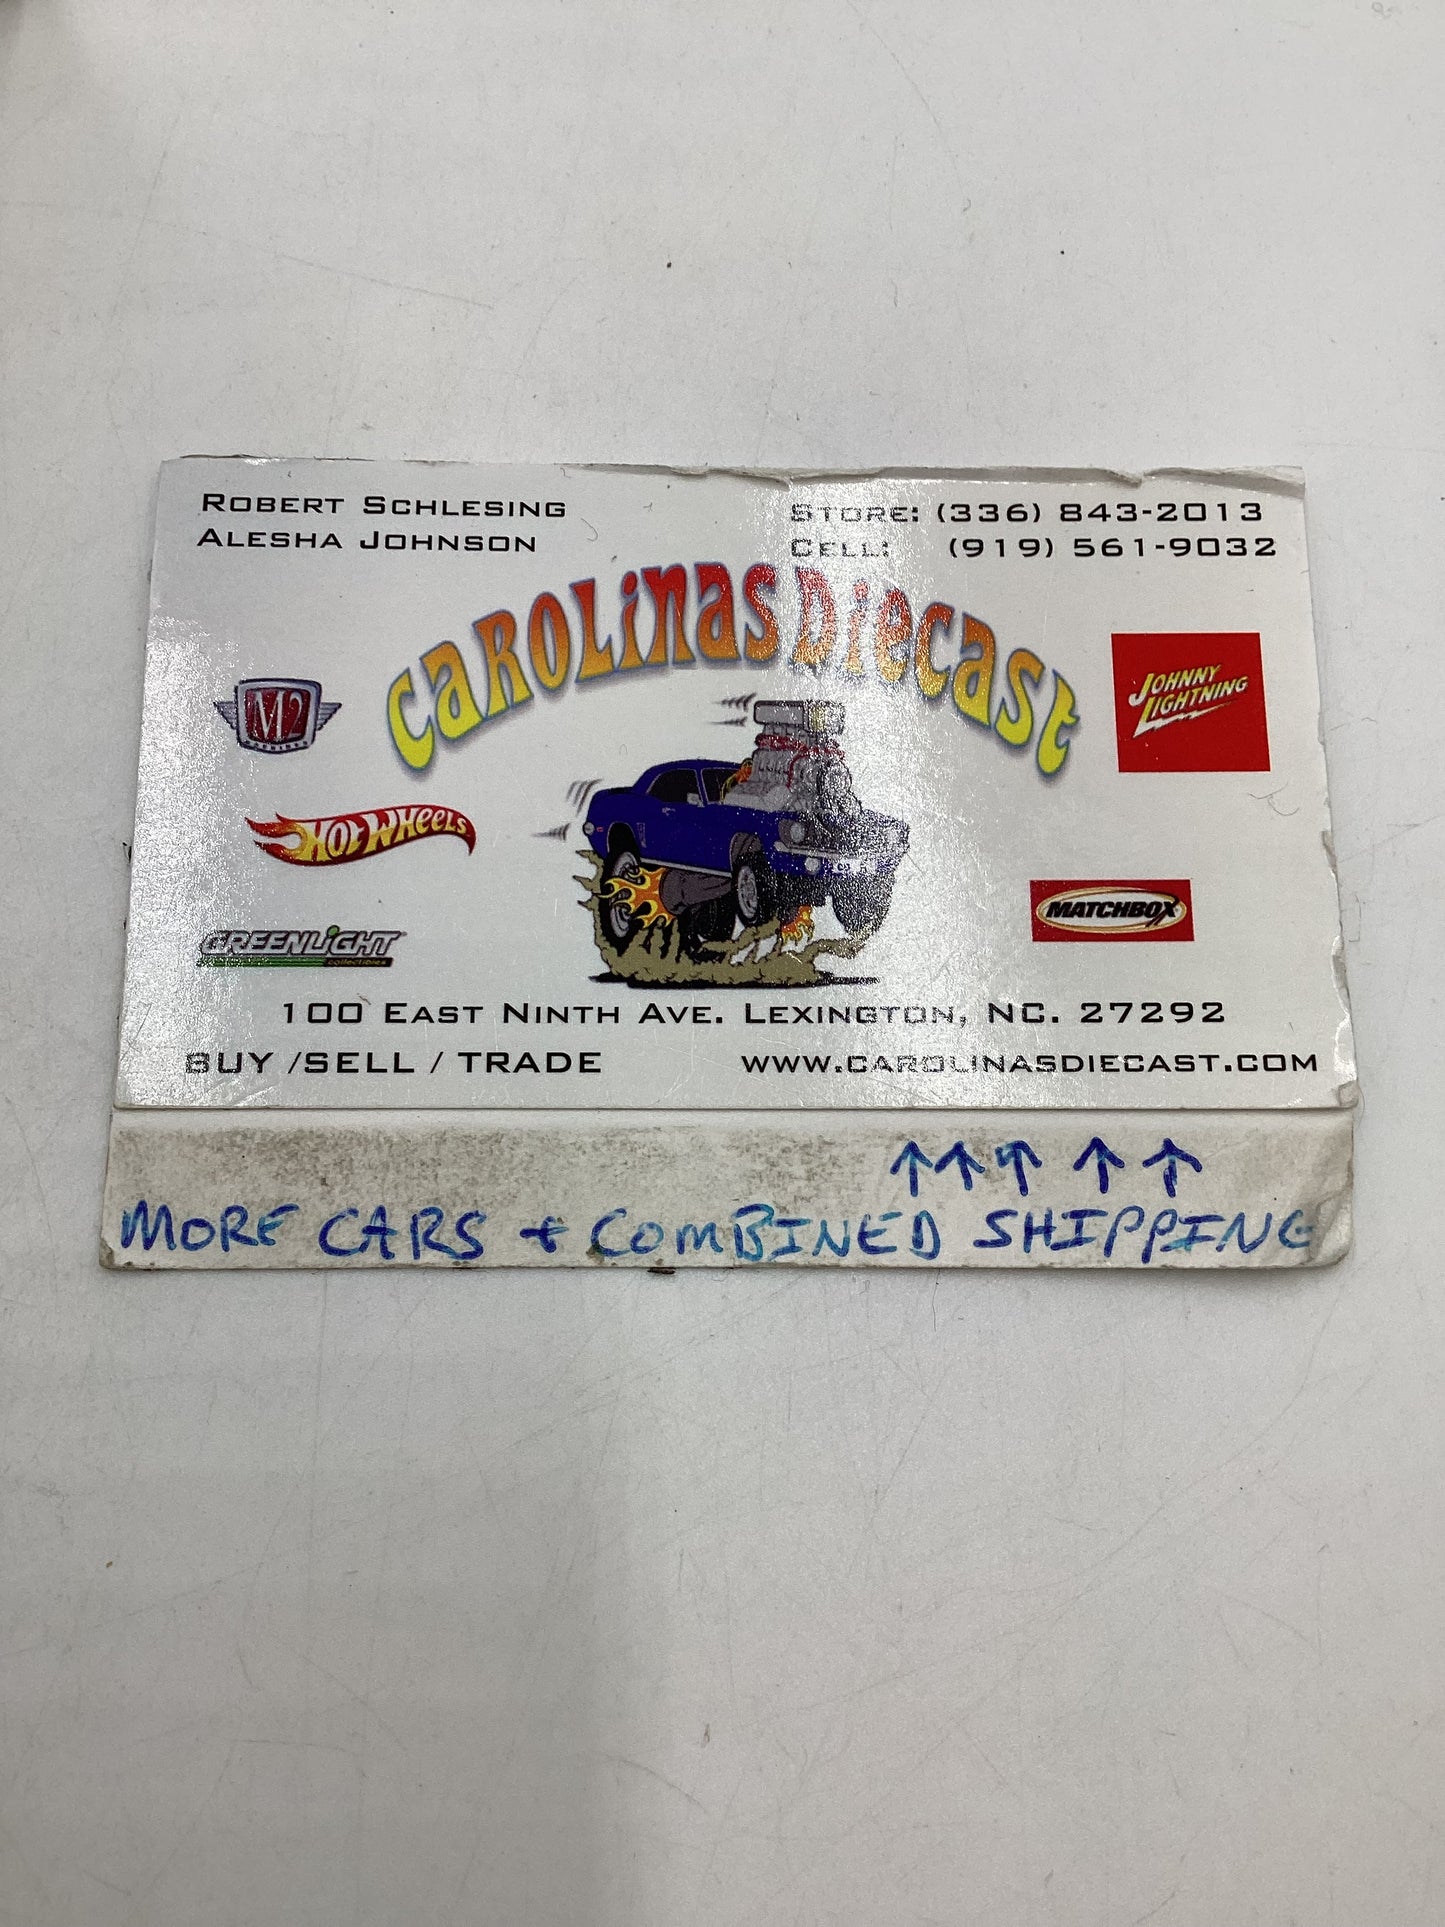 ROBERT SCHLESING
ALESHA JOHNSON
STORE: (336) 843-2013
CELL: (919) 561-9032
CAROLiNAS DiECAST
M2
MACHINES
JOHNNY LIGHTNING
HOT WHEELS
MATCHBOX
GREENLiGHT
collectibles
100 EAST NINTH AVE. LEXINGTON, NC. 27292
BUY /SELL / TRADE
WWW.CAROLINASDIECAST.COM
↑↑↑↑↑
MORE CARS + COMBINED SHIPPING